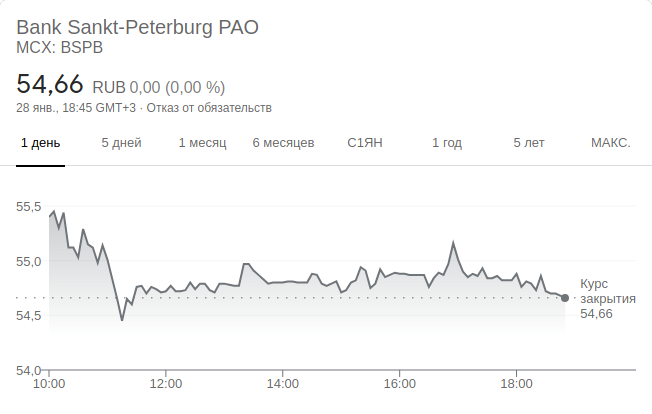 Bank Sankt-Peterburg PAO
MCX: BSPB
54,66 RUB 0,00 (0,00 %)
28 янв., 18:45 GMT+3 · Отказ от обязательств
1 день 5 дней 1 месяц 6 месяцев С1ЯН 1 год 5 лет МАКС.
55,5
55,0
54,5
54,0
Курс
закрытия
54,66
10:00 12:00 14:00 16:00 18:00